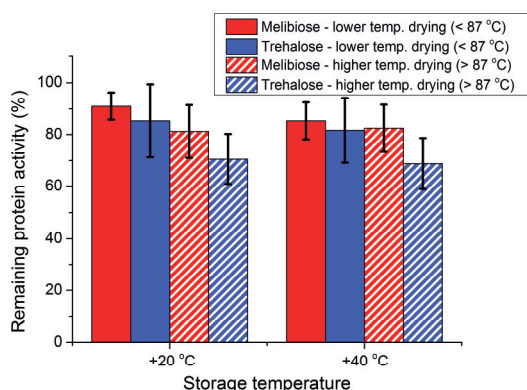 Melibiose - lower temp. drying (< 87 °C)
Trehalose - lower temp. drying (< 87 °C)
Melibiose - higher temp. drying (> 87 °C)
Trehalose - higher temp. drying (> 87 °C)
Remaining protein activity (%)
100
80
60
40
20
0
+20 °C
+40 °C
Storage temperature